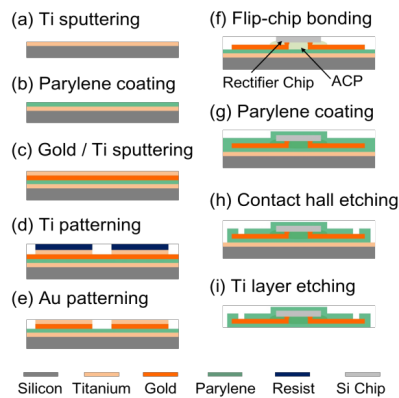 (a) Ti sputtering
(b) Parylene coating
(c) Gold / Ti sputtering
(d) Ti patterning
(e) Au patterning
(f) Flip-chip bonding
Rectifier Chip
ACP
(g) Parylene coating
(h) Contact hall etching
(i) Ti layer etching
Silicon Titanium Gold Parylene Resist Si Chip